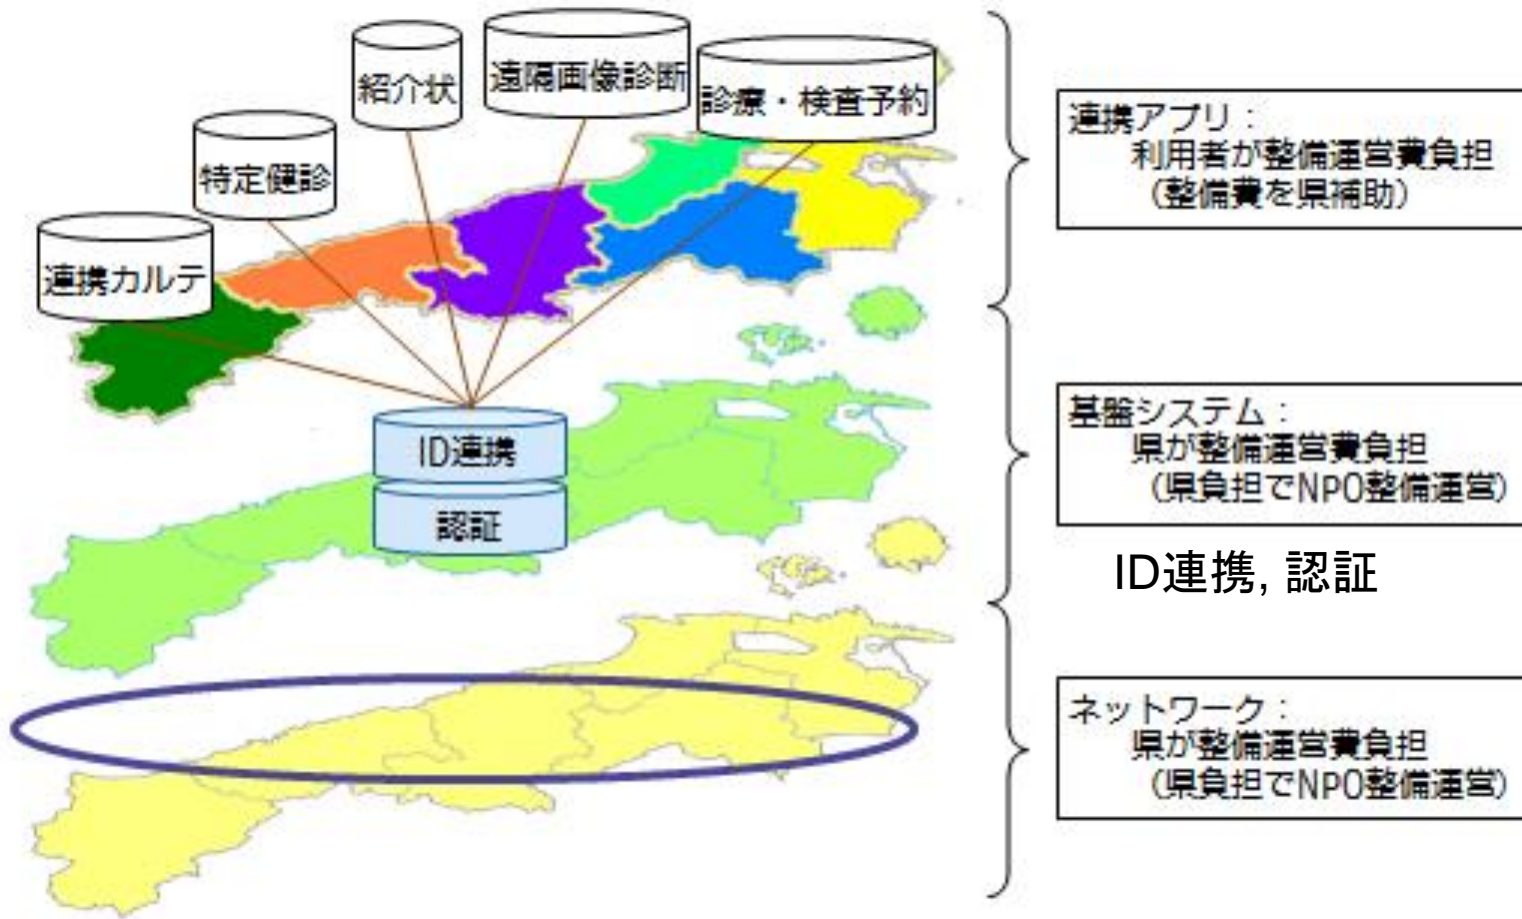 紹介状
遠隔画像診断
診療・検査予約
特定健診
連携カルテ
ID連携
認証
連携アプリ：
利用者が整備運営費負担
（整備費を県補助）
基盤システム：
県が整備運営費負担
（県負担でNPO整備運営）
ID連携, 認証
ネットワーク：
県が整備運営費負担
（県負担でNPO整備運営）